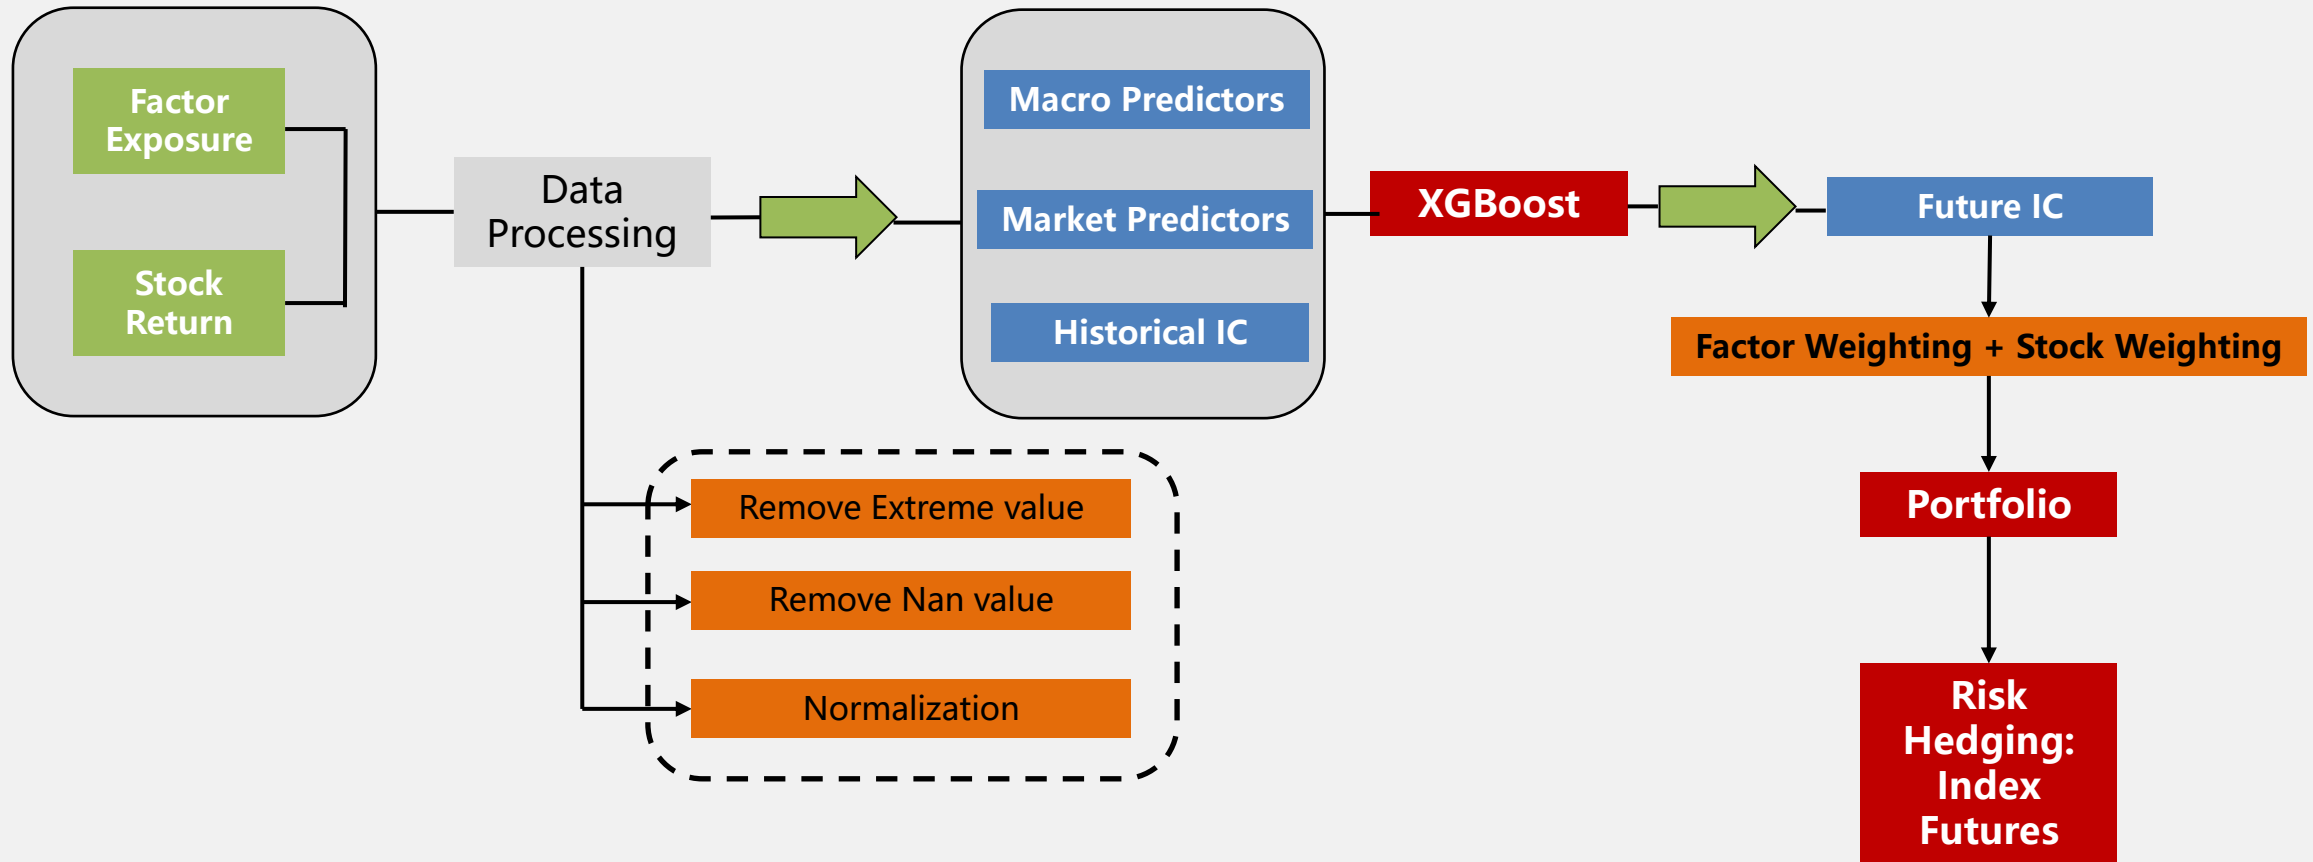 Factor
Exposure
Stock
Return
Data
Processing
Remove Extreme value
Remove Nan value
Normalization
Macro Predictors
Market Predictors
Historical IC
XGBoost
Future IC
Factor Weighting + Stock Weighting
Portfolio
Risk
Hedging:
Index
Futures